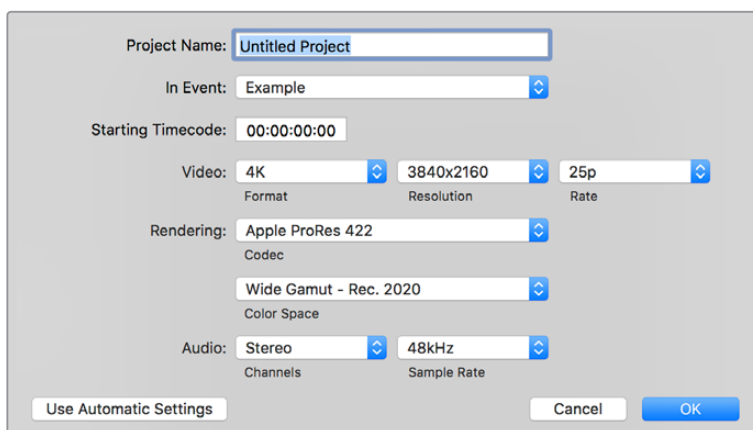 Project Name: Untitled Project
In Event: Example
Starting Timecode: 00:00:00:00
Video: 4K 3840x2160 25p
Format Resolution Rate
Rendering: Apple ProRes 422
Codec
Wide Gamut - Rec. 2020
Color Space
Audio: Stereo 48kHz
Channels Sample Rate
Use Automatic Settings Cancel OK